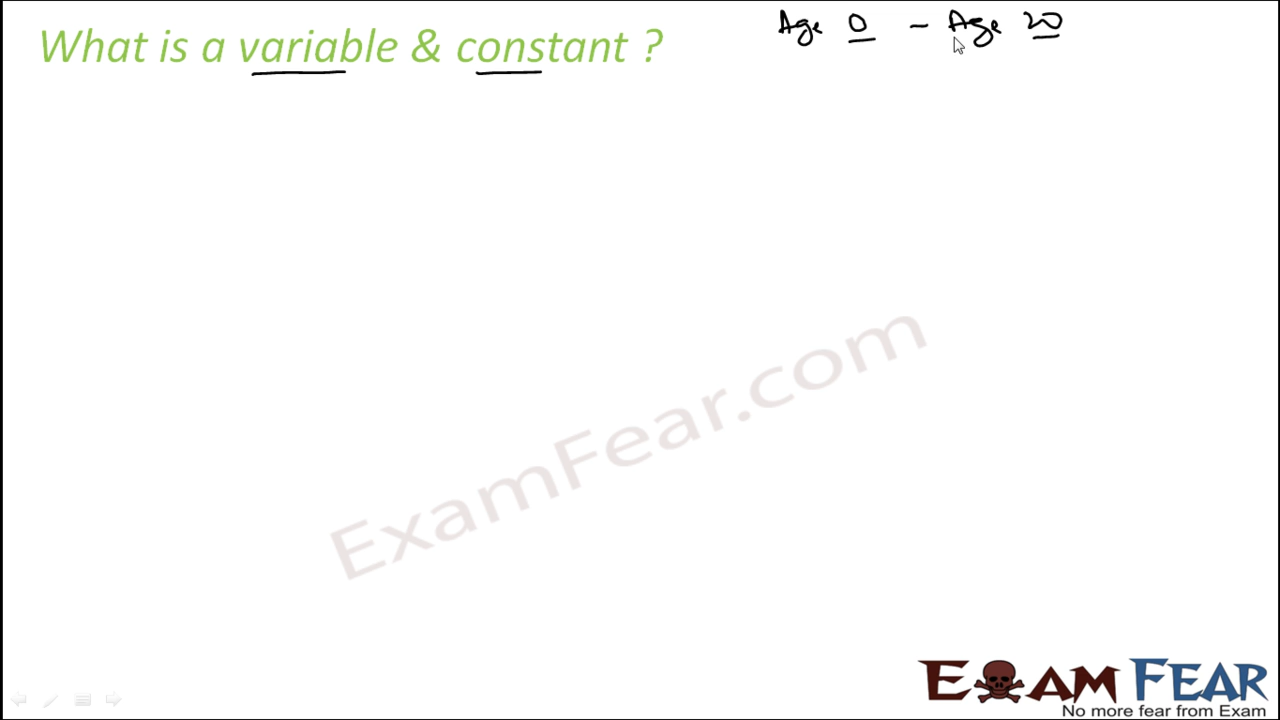 What is a variable & constant ?
Age 0 - Age 20
ExamFear.com
EXAM FEAR
No more fear from Exam